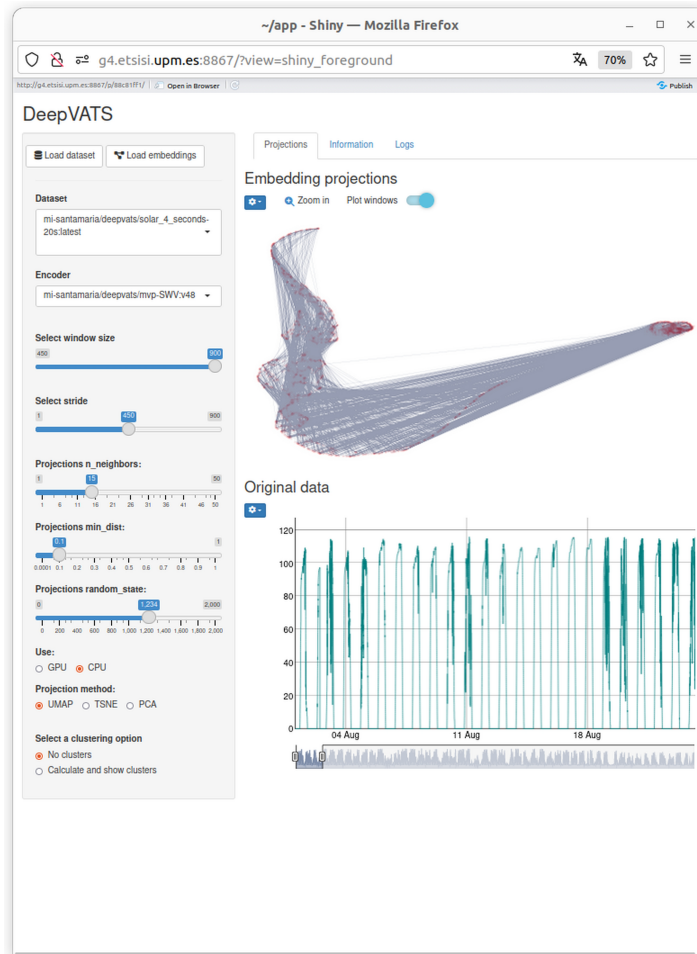 ~/app - Shiny — Mozilla Firefox
g4.etsisi.upm.es:8867/?view=shiny_foreground
70%
http://g4.etsisi.upm.es:8867/p/88c81ff1/
Open in Browser
Publish
DeepVATS
Load dataset
Load embeddings
Dataset
mi-santamaria/deepvats/solar_4_seconds-
20s:latest
Encoder
mi-santamaria/deepvats/mvp-SWV:v48
Select window size
450
900
Select stride
1
450
900
Projections n_neighbors:
1
15
50
1 6 11 16 21 26 31 36 41 46 50
Projections min_dist:
0.1
1
0.0001 0.1 0.2 0.3 0.4 0.5 0.6 0.7 0.8 0.9 1
Projections random_state:
0
1,234
2,000
0 200 400 600 800 1,000 1,200 1,400 1,600 1,800 2,000
Use:
GPU CPU
Projection method:
UMAP TSNE PCA
Select a clustering option
No clusters
Calculate and show clusters
Projections Information Logs
Embedding projections
Zoom in Plot windows
Original data
120
100
80
60
40
20
0
04 Aug 11 Aug 18 Aug